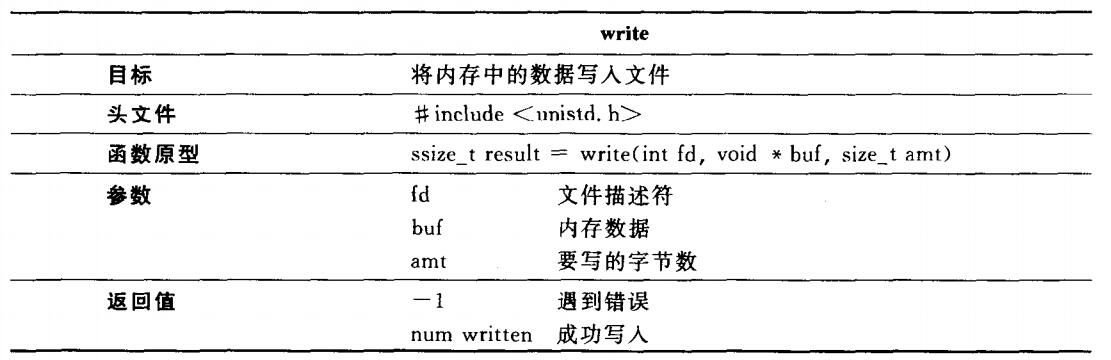 write
目标 将内存中的数据写入文件
头文件 #include <unistd.h>
函数原型 ssize_t result = write(int fd, void * buf, size_t amt)
参数 fd 文件描述符
buf 内存数据
amt 要写的字节数
返回值 -1 遇到错误
num written 成功写入